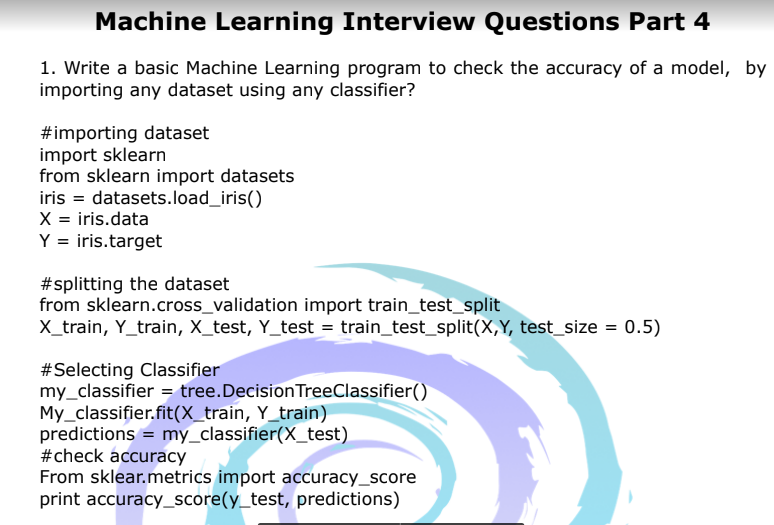 Machine Learning Interview Questions Part 4
1. Write a basic Machine Learning program to check the accuracy of a model, by
importing any dataset using any classifier?
#importing dataset
import sklearn
from sklearn import datasets
iris = datasets.load_iris()
X = iris.data
Y = iris.target
#splitting the dataset
from sklearn.cross_validation import train_test_split
X_train, Y_train, X_test, Y_test = train_test_split(X,Y, test_size = 0.5)
#Selecting Classifier
my_classifier = tree.DecisionTreeClassifier()
My_classifier.fit(X_train, Y_train)
predictions = my_classifier(X_test)
#check accuracy
From sklear.metrics import accuracy_score
print accuracy_score(y_test, predictions)